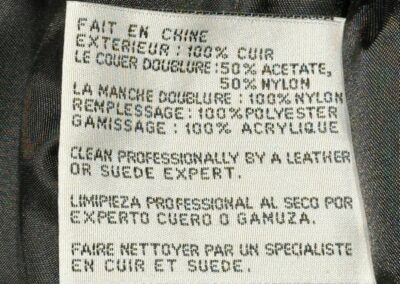 FAIT EN CHINE
EXTERIEUR : 100% CUIR
LE COUER DOUBLURE : 50% ACETATE,
50% NYLON
LA MANCHE DOUBLURE : 100% NYLON
REMPLESSAGE : 100% POLYESTER
GAMISSAGE : 100% ACRYLIQUE
CLEAN PROFESSIONALLY BY A LEATHER
OR SUEDE EXPERT.
LIMIPIEZA PROFESSIONAL AL SECO POR
EXPERTO CUERO O GAMUZA.
FAIRE NETTOYER PAR UN SPECIALISTE
EN CUIR ET SUEDE.